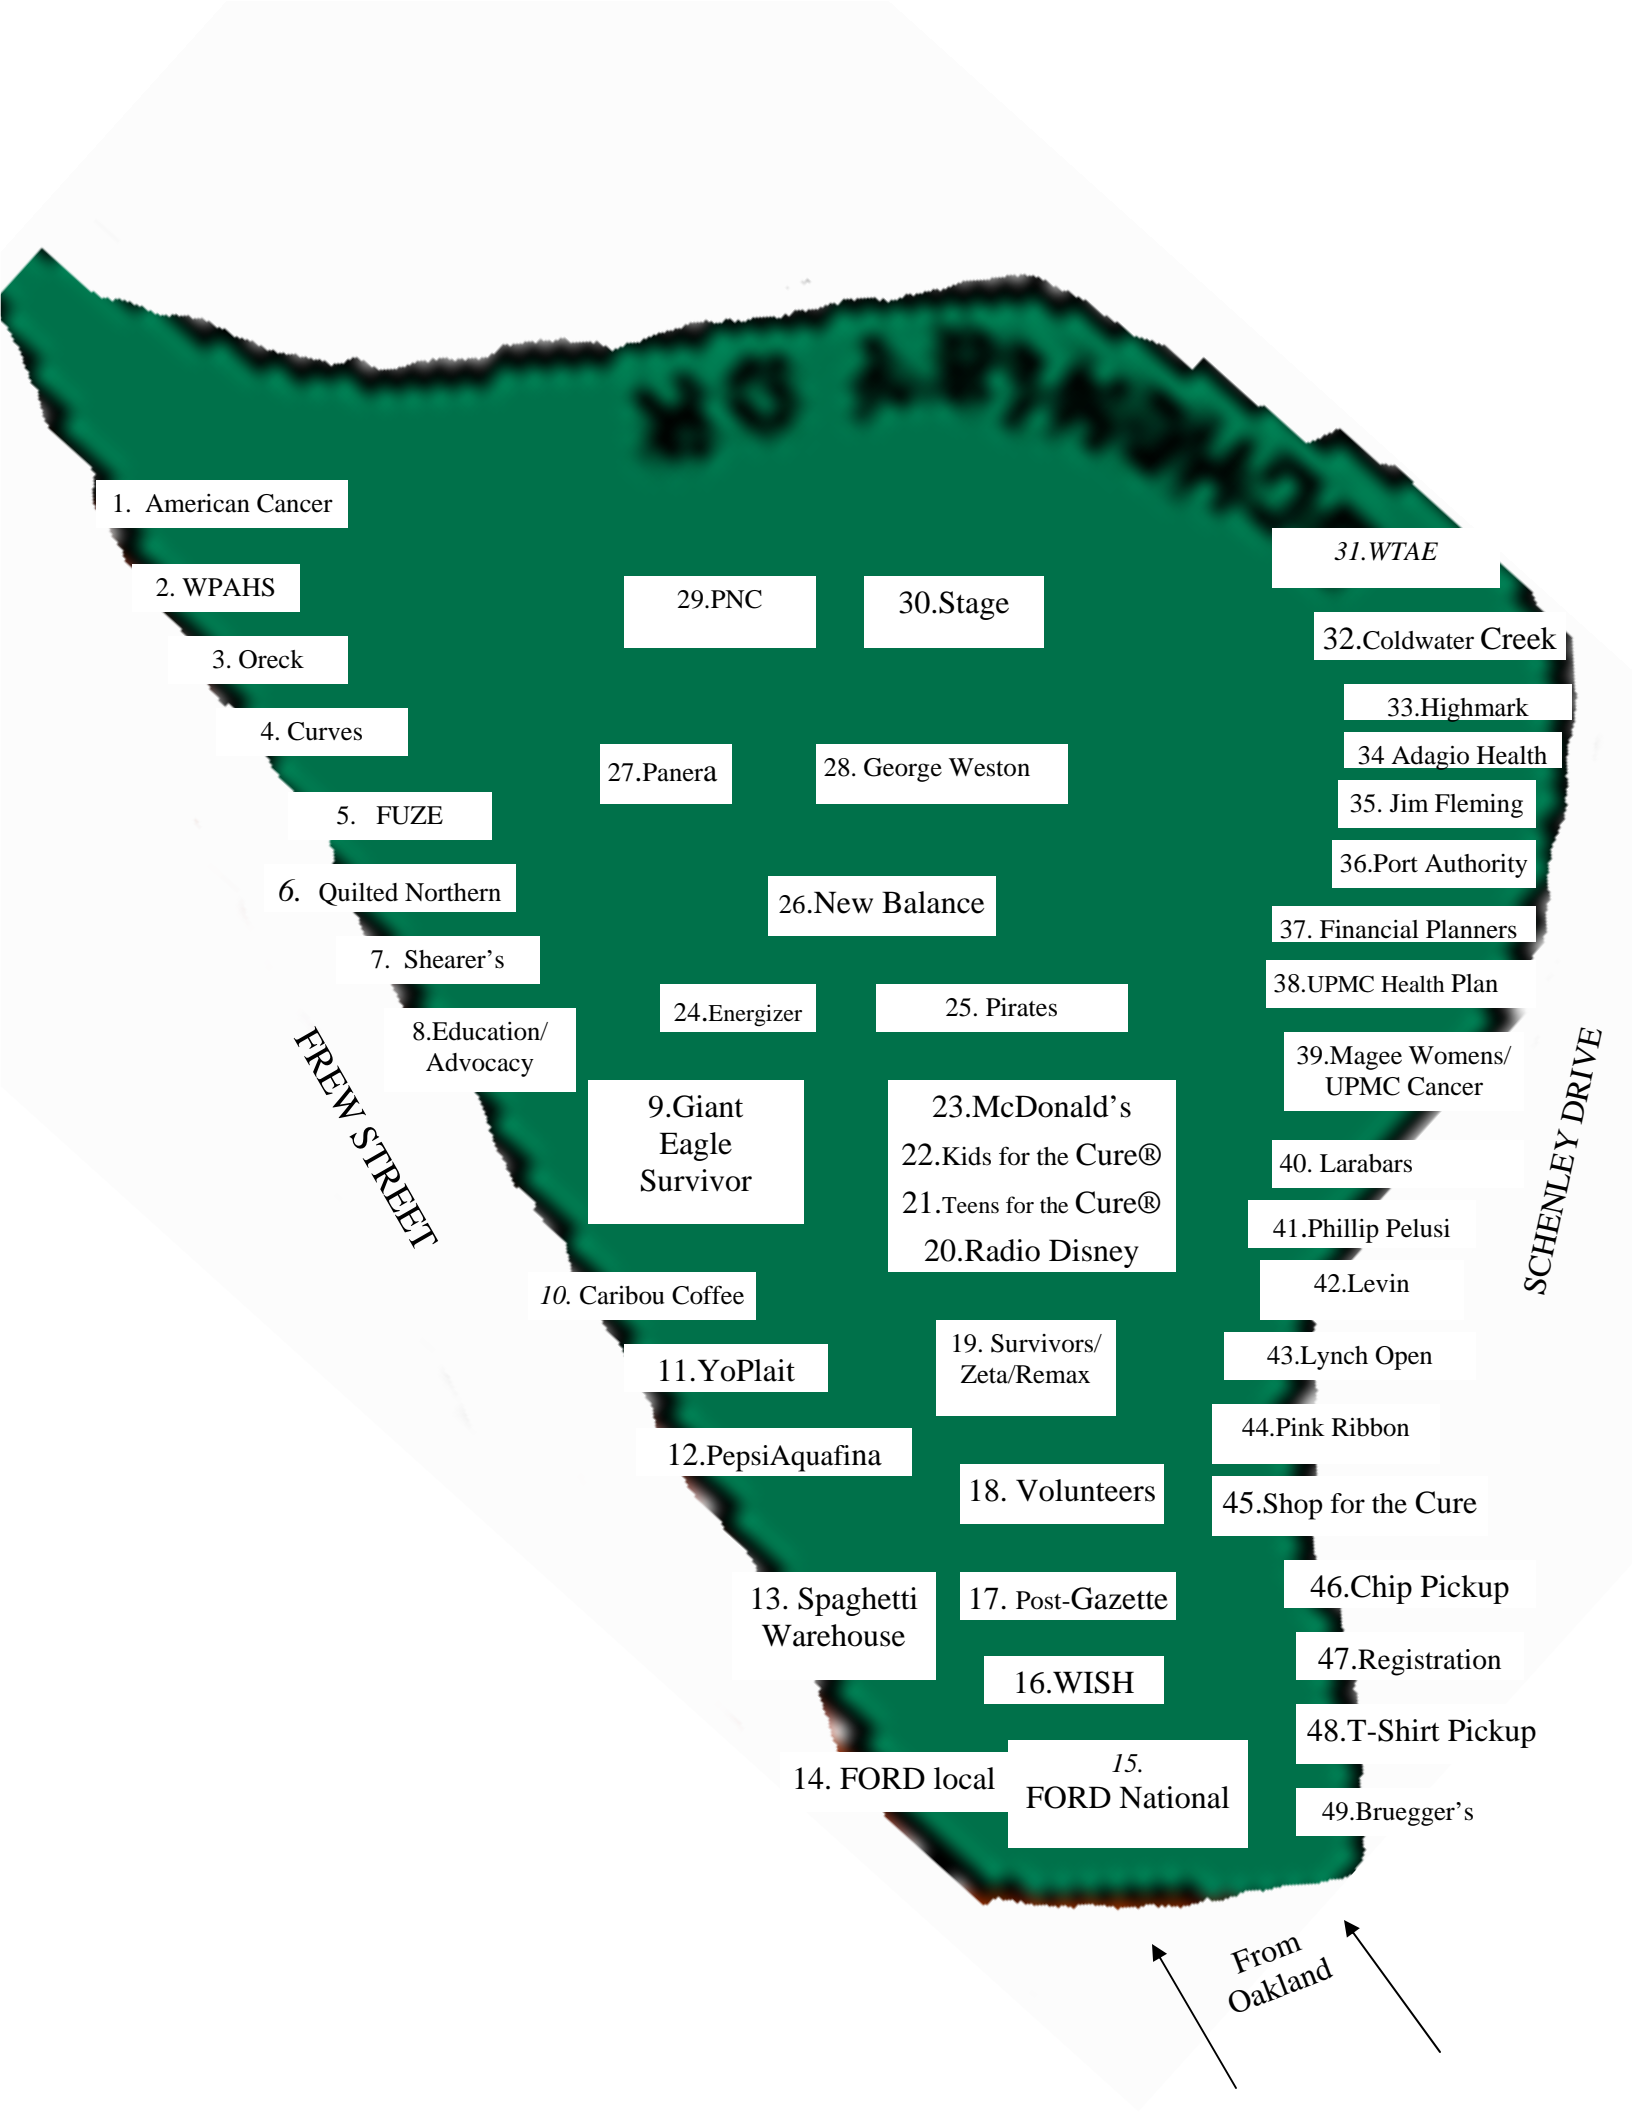 1. American Cancer
2. WPAHS
3. Oreck
4. Curves
5. FUZE
6. Quilted Northern
7. Shearer’s
8.Education/
Advocacy
FREW STREET
9.Giant
Eagle
Survivor
10. Caribou Coffee
11.YoPlait
12.PepsiAquafina
13. Spaghetti
Warehouse
14. FORD local
15.
FORD National
16.WISH
17. Post-Gazette
18. Volunteers
19. Survivors/
Zeta/Remax
23.McDonald’s
22.Kids for the Cure®
21.Teens for the Cure®
20.Radio Disney
24.Energizer
25. Pirates
26.New Balance
27.Panera
28. George Weston
29.PNC
30.Stage
31.WTAE
32.Coldwater Creek
33.Highmark
34 Adagio Health
35. Jim Fleming
36.Port Authority
37. Financial Planners
38.UPMC Health Plan
39.Magee Womens/
UPMC Cancer
40. Larabars
41.Phillip Pelusi
42.Levin
43.Lynch Open
44.Pink Ribbon
45.Shop for the Cure
46.Chip Pickup
47.Registration
48.T-Shirt Pickup
49.Bruegger’s
SCHENLEY DRIVE
From
Oakland